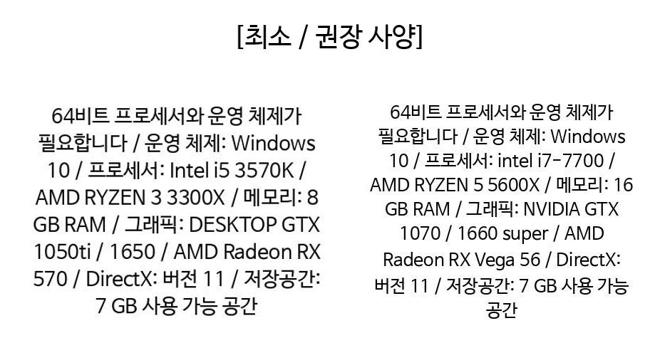 [최소 / 권장 사양]
64비트 프로세서와 운영 체제가
필요합니다 / 운영 체제: Windows
10 / 프로세서: Intel i5 3570K /
AMD RYZEN 3 3300X / 메모리: 8
GB RAM / 그래픽: DESKTOP GTX
1050ti / 1650 / AMD Radeon RX
570 / DirectX: 버전 11 / 저장공간:
7 GB 사용 가능 공간
64비트 프로세서와 운영 체제가
필요합니다 / 운영 체제: Windows
10 / 프로세서: intel i7-7700 /
AMD RYZEN 5 5600X / 메모리: 16
GB RAM / 그래픽: NVIDIA GTX
1070 / 1660 super / AMD
Radeon RX Vega 56 / DirectX:
버전 11 / 저장공간: 7 GB 사용 가능
공간